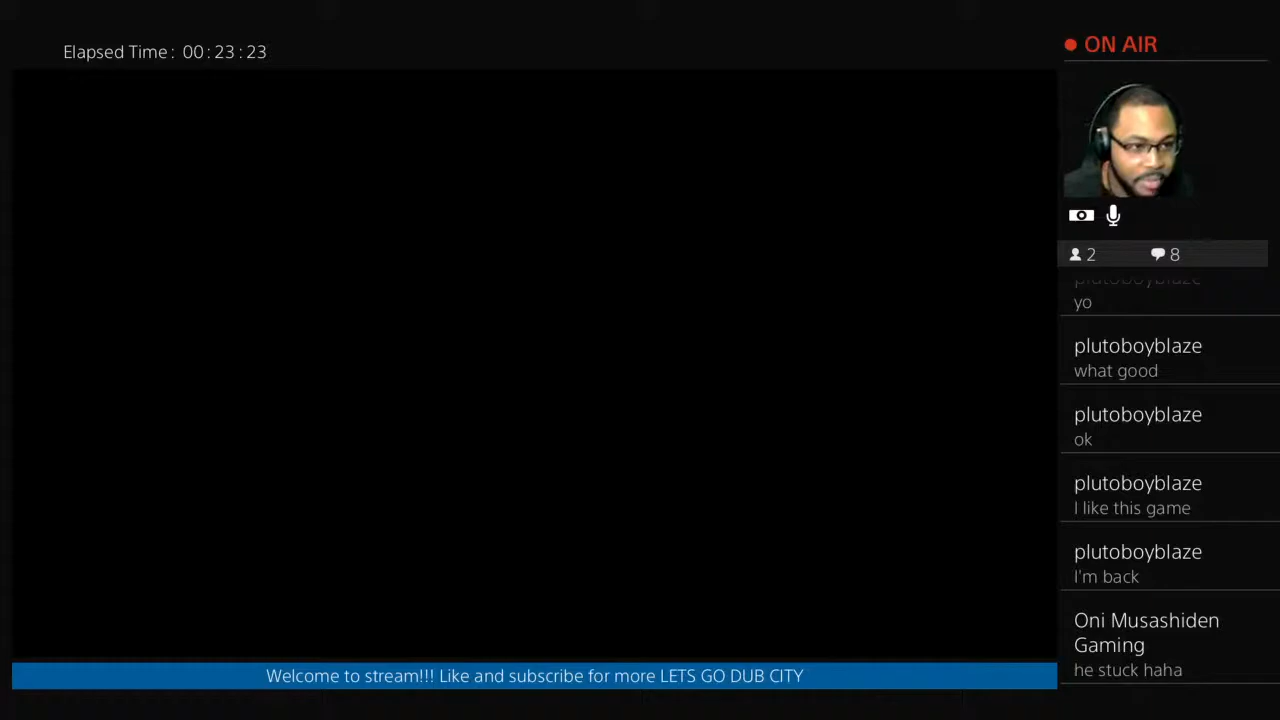 Elapsed Time: 00:23:23
ON AIR
2
8
plutoboyblaze
yo
plutoboyblaze
what good
plutoboyblaze
ok
plutoboyblaze
I like this game
plutoboyblaze
I'm back
Oni Musashiden
Gaming
he stuck haha
Welcome to stream!!! Like and subscribe for more LETS GO DUB CITY